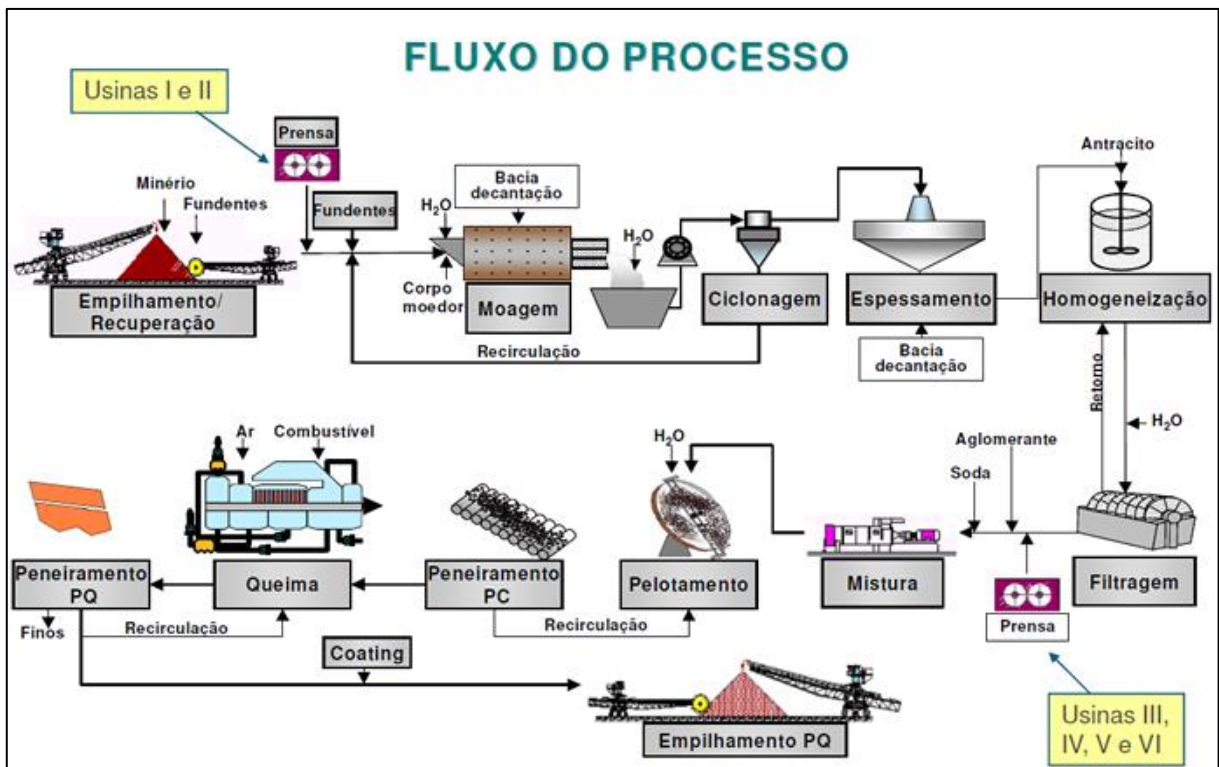 FLUXO DO PROCESSO
Usinas I e II
Prensa
Minério
Fundentes
Empilhamento/
Recuperação
Fundentes
H2O
Bacia
decantação
Corpo
moedor
Moagem
H2O
Ciclonagem
Recirculação
Espessamento
Bacia
decantação
Antracito
Homogeneização
Retorno
H2O
Filtragem
Aglomerante
Soda
Prensa
Usinas III,
IV, V e VI
Mistura
H2O
Pelotamento
Recirculação
Peneiramento
PC
Ar
Combustível
Queima
Recirculação
Peneiramento
PQ
Finos
Coating
Empilhamento PQ